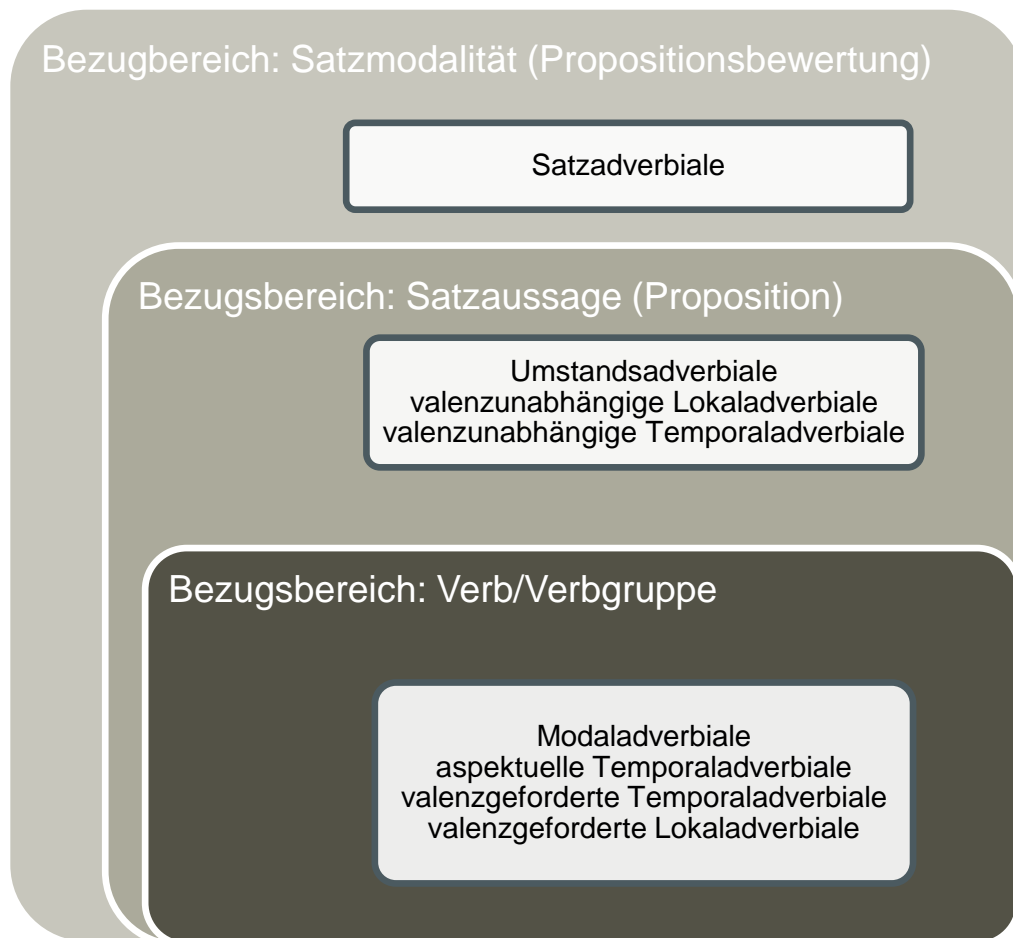 Bezugbereich: Satzmodalität (Propositionsbewertung)
Satzadverbiale
Bezugsbereich: Satzaussage (Proposition)
Umstandsadverbiale
valenzunabhängige Lokaladverbiale
valenzunabhängige Temporaladverbiale
Bezugsbereich: Verb/Verbgruppe
Modaladverbiale
aspektuelle Temporaladverbiale
valenzgeforderte Temporaladverbiale
valenzgeforderte Lokaladverbiale